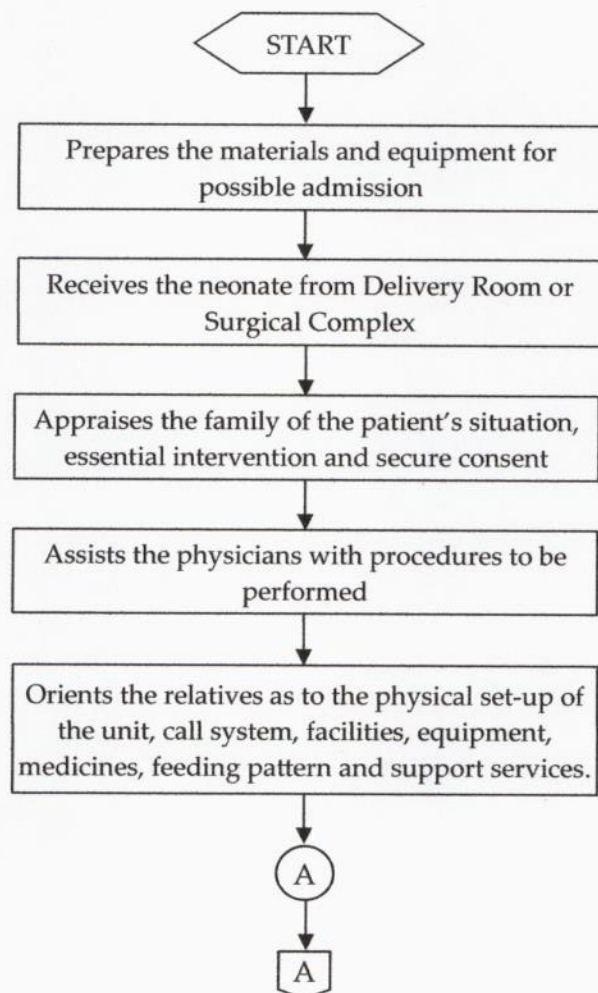 START
Prepares the materials and equipment for
possible admission
Receives the neonate from Delivery Room or
Surgical Complex
Appraises the family of the patient's situation,
essential intervention and secure consent
Assists the physicians with procedures to be
performed
Orients the relatives as to the physical set-up of
the unit, call system, facilities, equipment,
medicines, feeding pattern and support services.
A
A